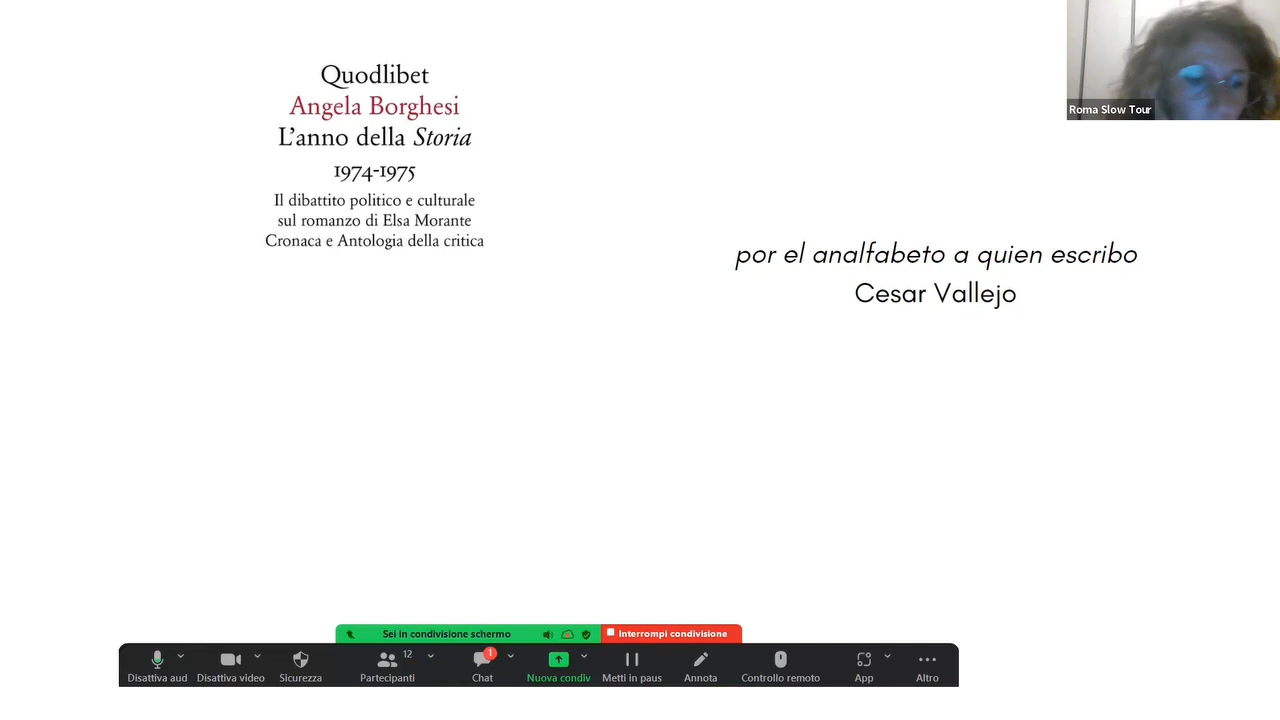 Quodlibet
Angela Borghesi
L'anno della Storia
1974-1975
Il dibattito politico e culturale
sul romanzo di Elsa Morante
Cronaca e Antologia della critica
por el analfabeto a quien escribo
Cesar Vallejo
Roma Slow Tour
Sei in condivisione schermo
Interrompi condivisione
Disattiva aud
Disattiva video
Sicurezza
12
Partecipanti
1
Chat
Nuova condiv
Metti in paus
Annota
Controllo remoto
App
Altro